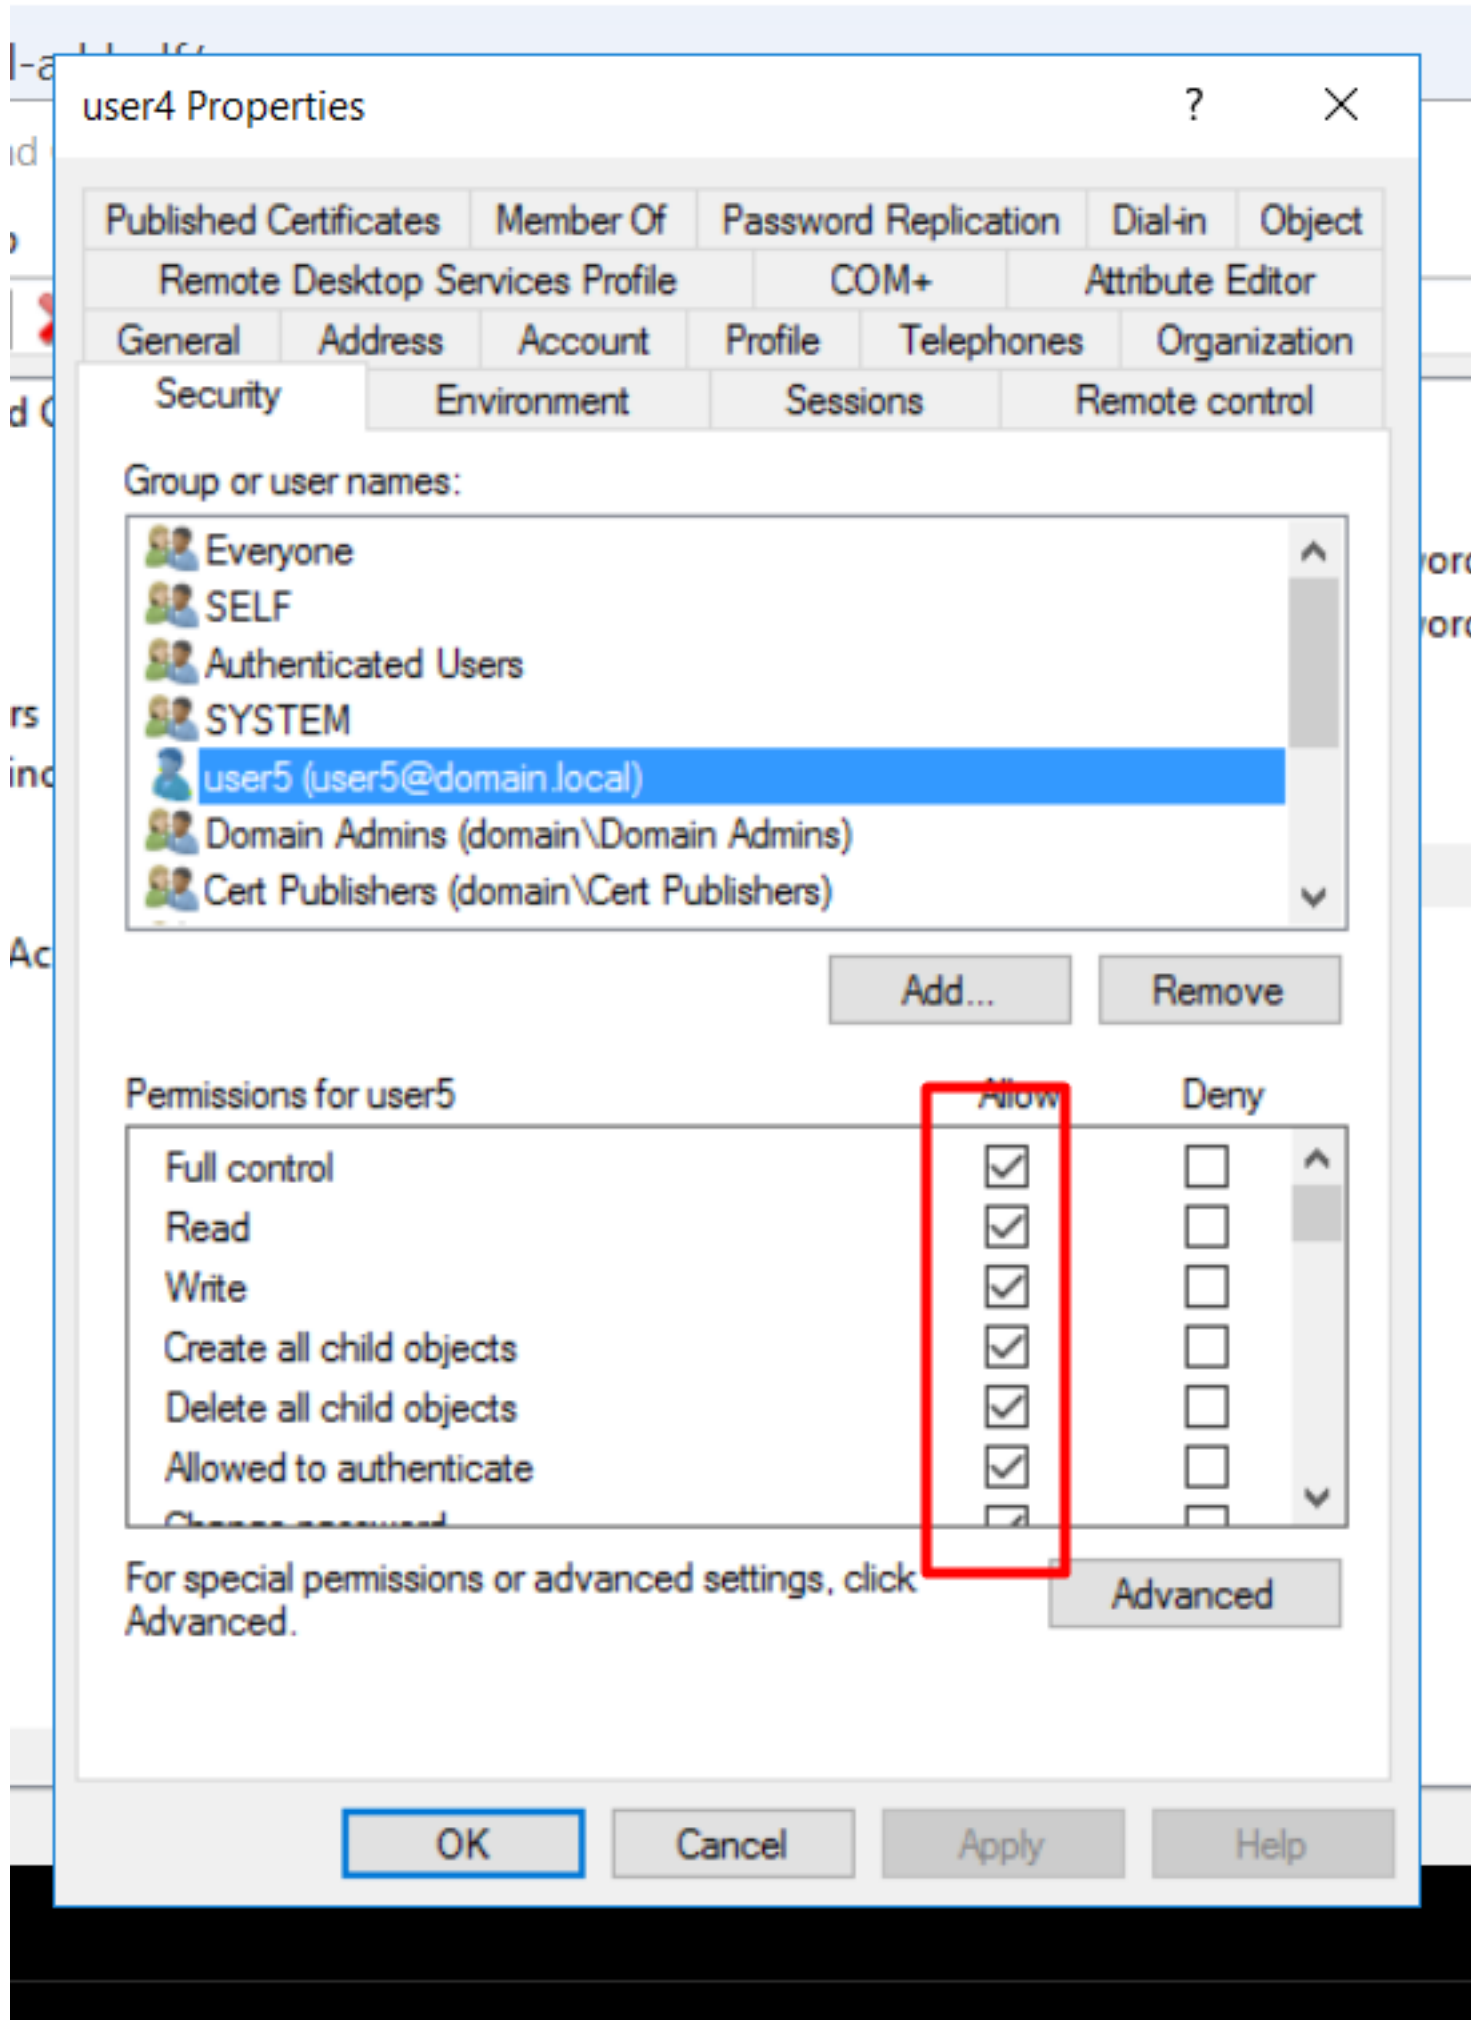 user4 Properties ?
Published Certificates Member Of Password Replication Dial-in Object
Remote Desktop Services Profile COM+ Attribute Editor
General Address Account Profile Telephones Organization
Security Environment Sessions Remote control
Group or user names:
Everyone
SELF
Authenticated Users
SYSTEM
user5 (user5@domain.local)
Domain Admins (domain\Domain Admins)
Cert Publishers (domain\Cert Publishers)
Add... Remove
Permissions for user5 Allow Deny
Full control
Read
Write
Create all child objects
Delete all child objects
Allowed to authenticate
Change password
For special permissions or advanced settings, click
Advanced.
Advanced
OK Cancel Apply Help